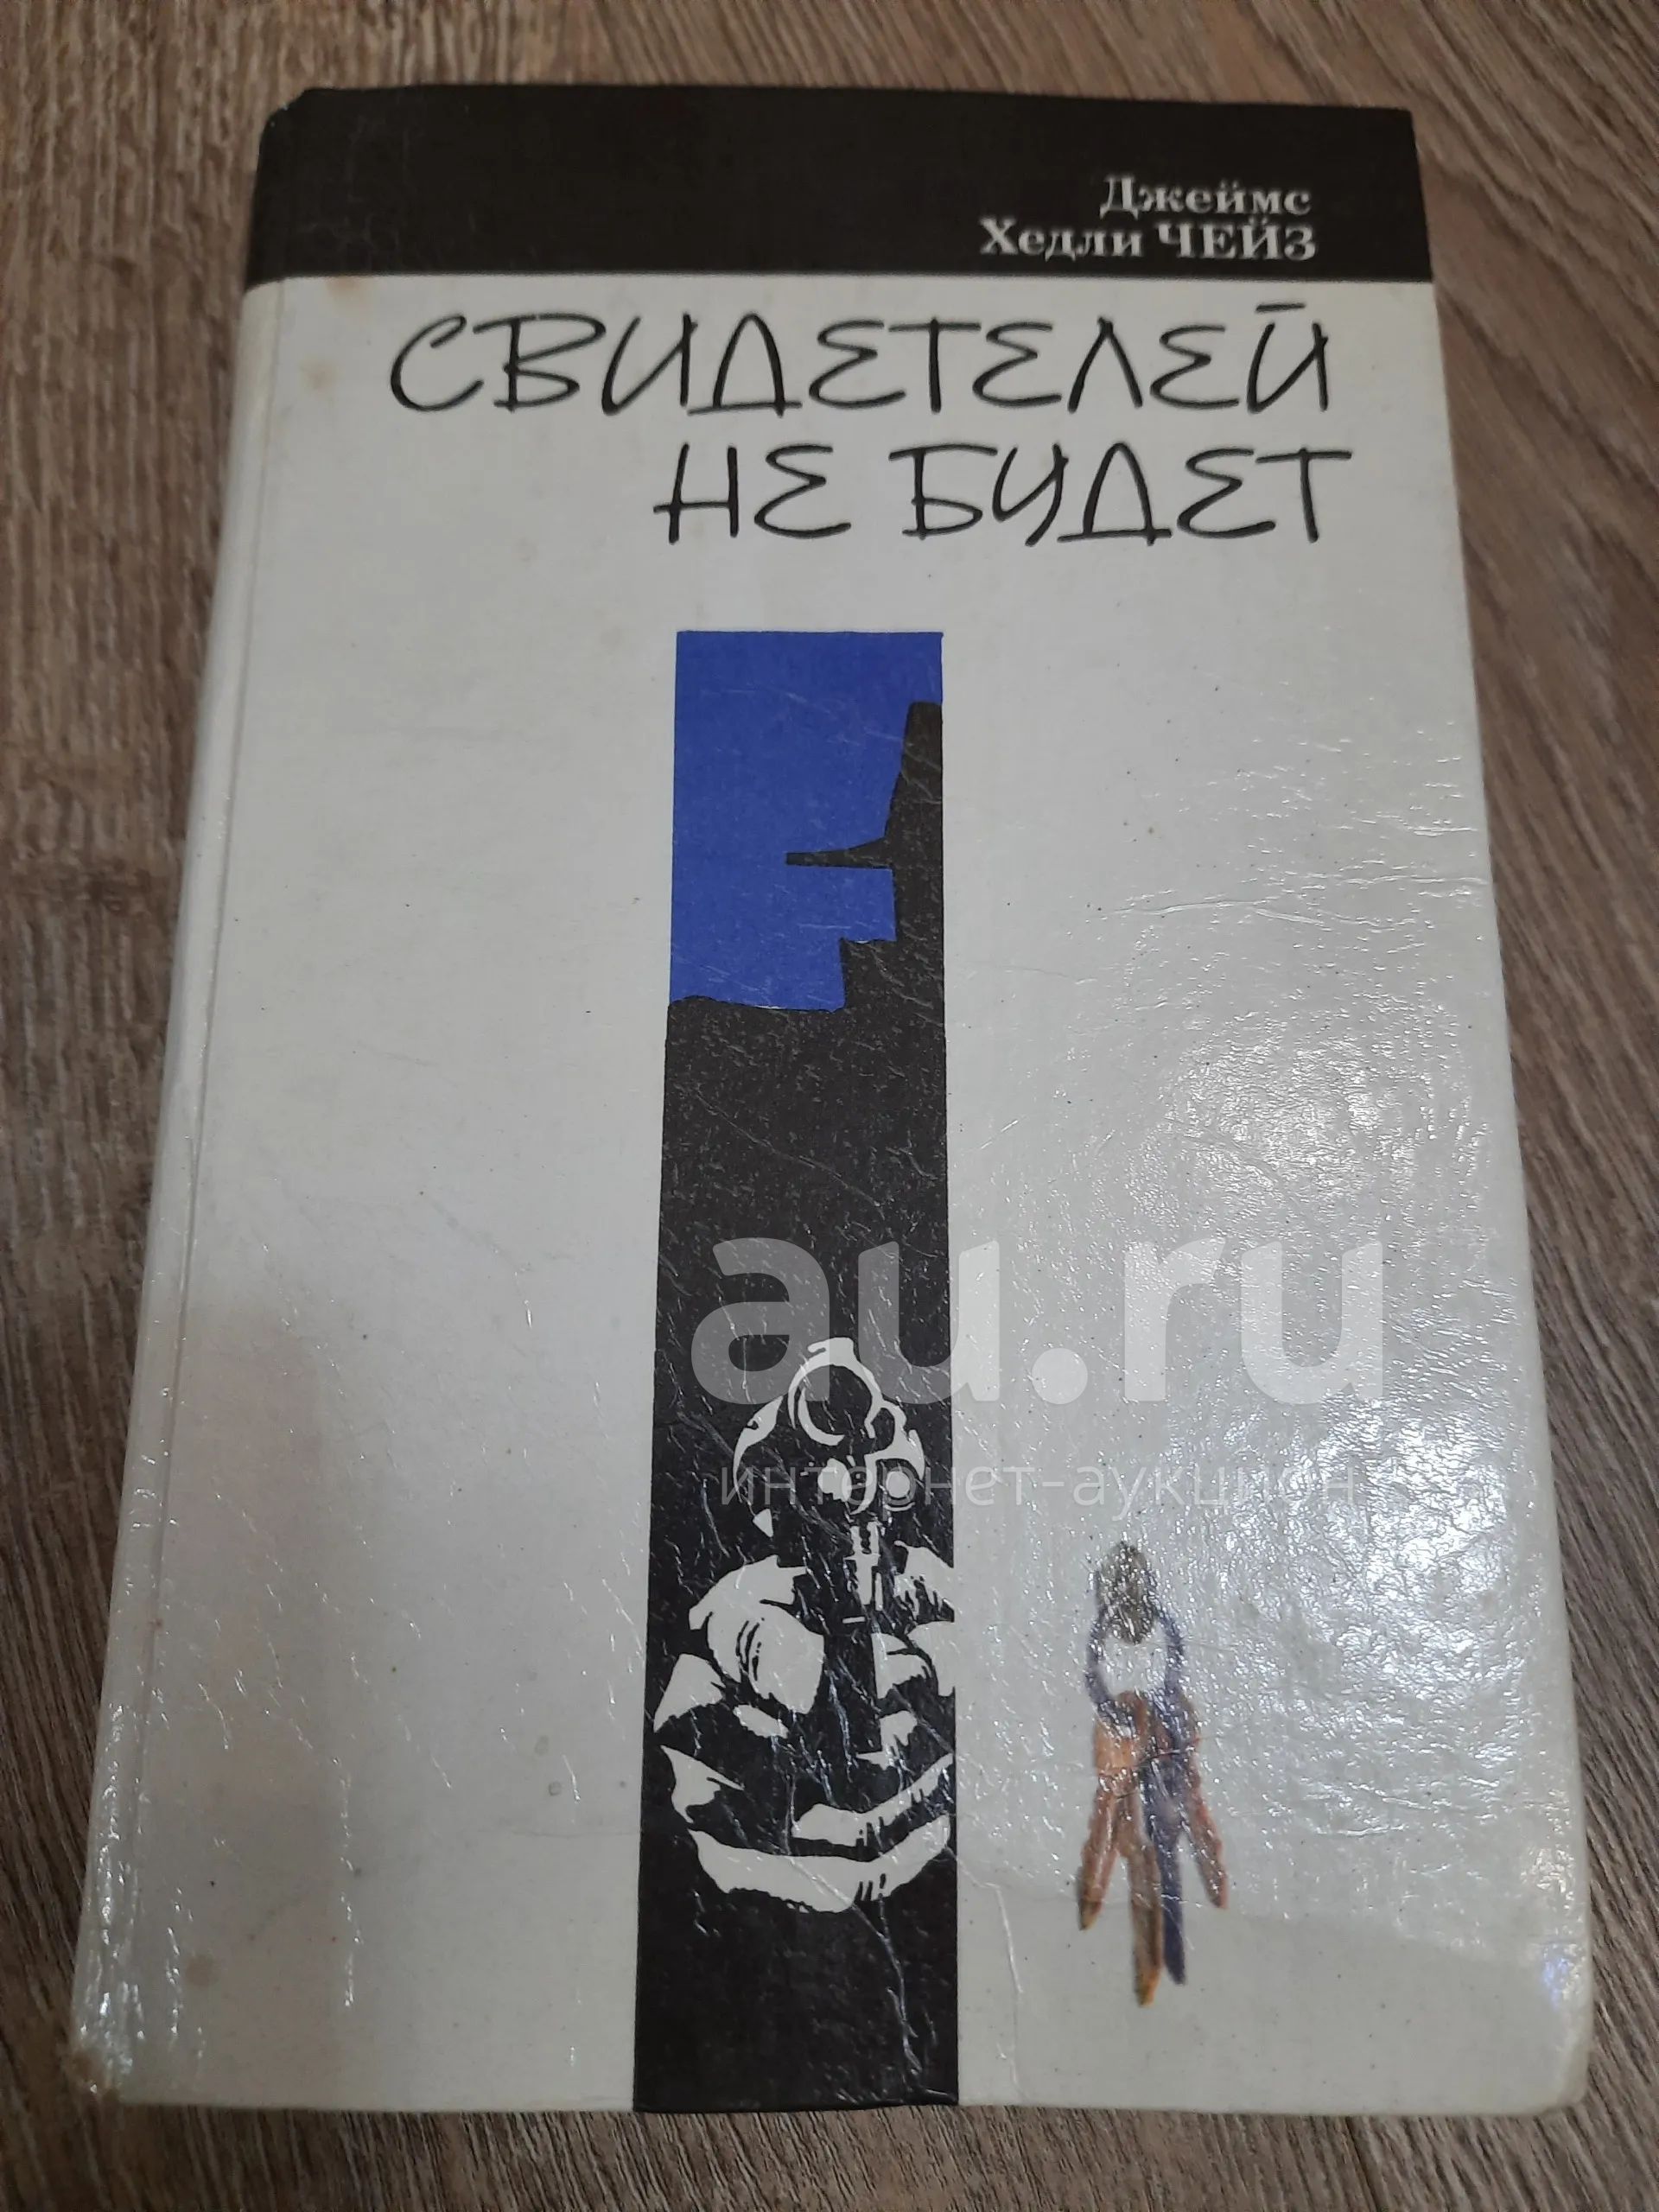 Джеймс
Хедли ЧЕЙЗ
СВИДЕТЕЛЕЙ
НЕ БУДЕТ
au.ru
интернет-аукцион